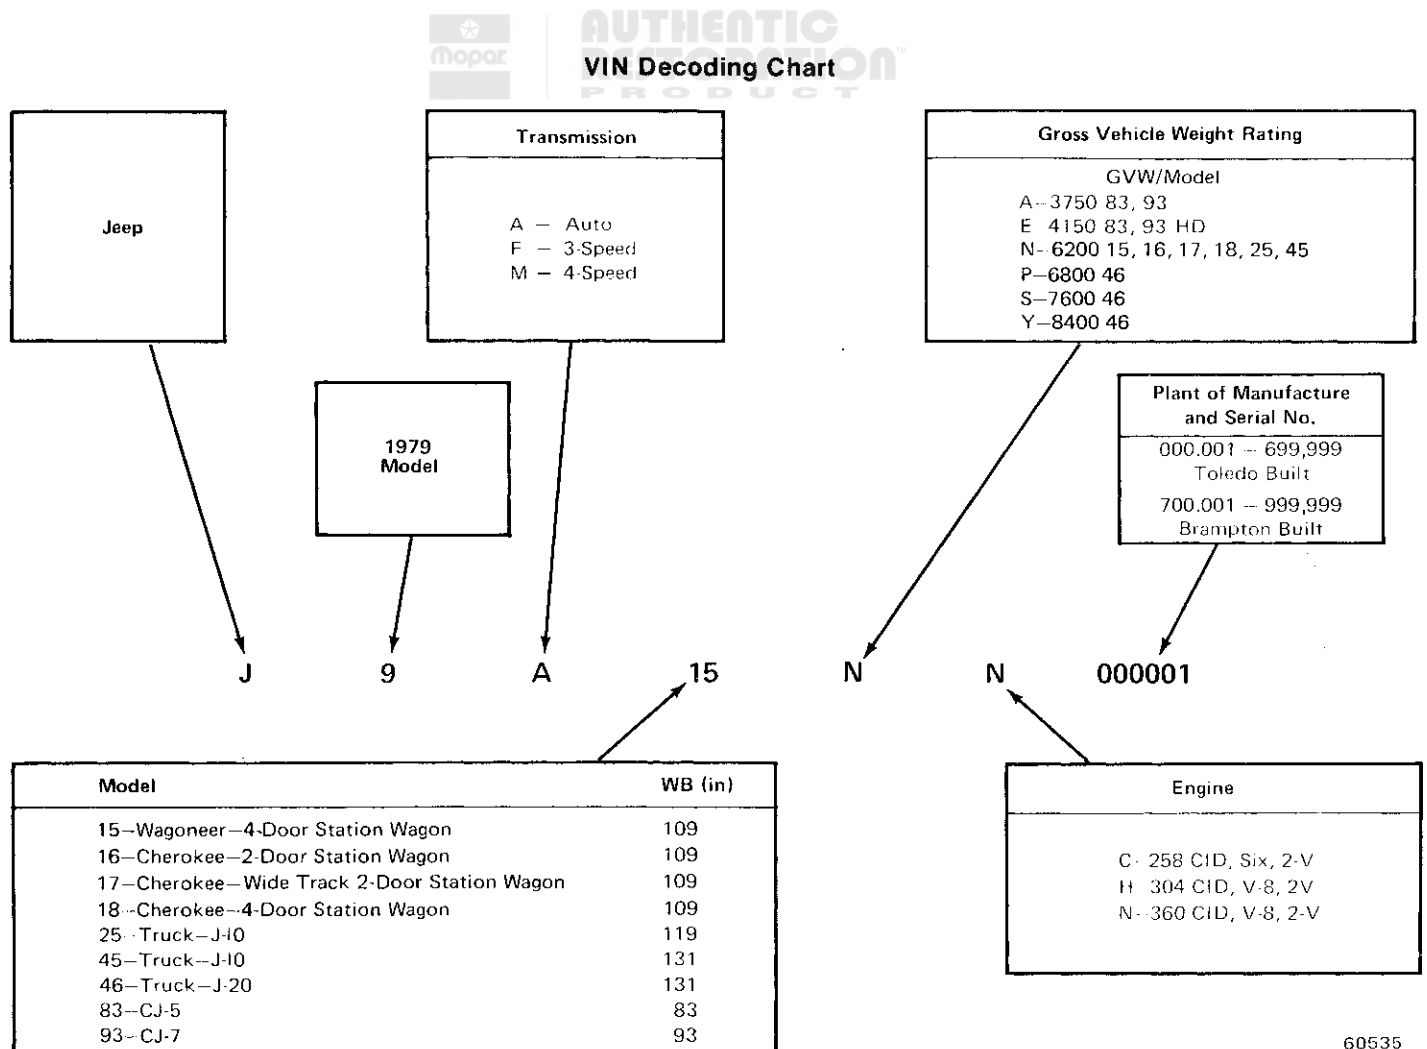 Mopar
AUTHENTIC
RESTORATION™
PRODUCT
VIN Decoding Chart
Jeep
Transmission
A — Auto
F — 3-Speed
M — 4-Speed
Gross Vehicle Weight Rating
GVW/Model
A—3750 83, 93
E 4150 83, 93 HD
N—6200 15, 16, 17, 18, 25, 45
P—6800 46
S—7600 46
Y—8400 46
1979
Model
Plant of Manufacture
and Serial No.
000.001 — 699,999
Toledo Built
700.001 — 999,999
Brampton Built
J 9 A 15 N N 000001
Model WB (in)
15—Wagoneer—4-Door Station Wagon 109
16—Cherokee—2-Door Station Wagon 109
17—Cherokee—Wide Track 2-Door Station Wagon 109
18—Cherokee—4-Door Station Wagon 109
25—Truck—J-10 119
45—Truck—J-10 131
46—Truck—J-20 131
83—CJ-5 83
93—CJ-7 93
Engine
C- 258 CID, Six, 2-V
H 304 CID, V-8, 2V
N- 360 CID, V-8, 2-V
60535